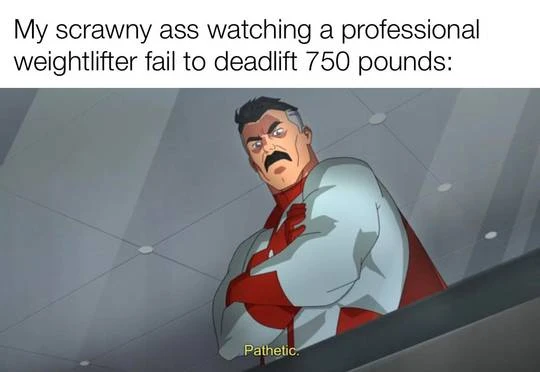 My scrawny ass watching a professional
weightlifter fail to deadlift 750 pounds:
Pathetic.